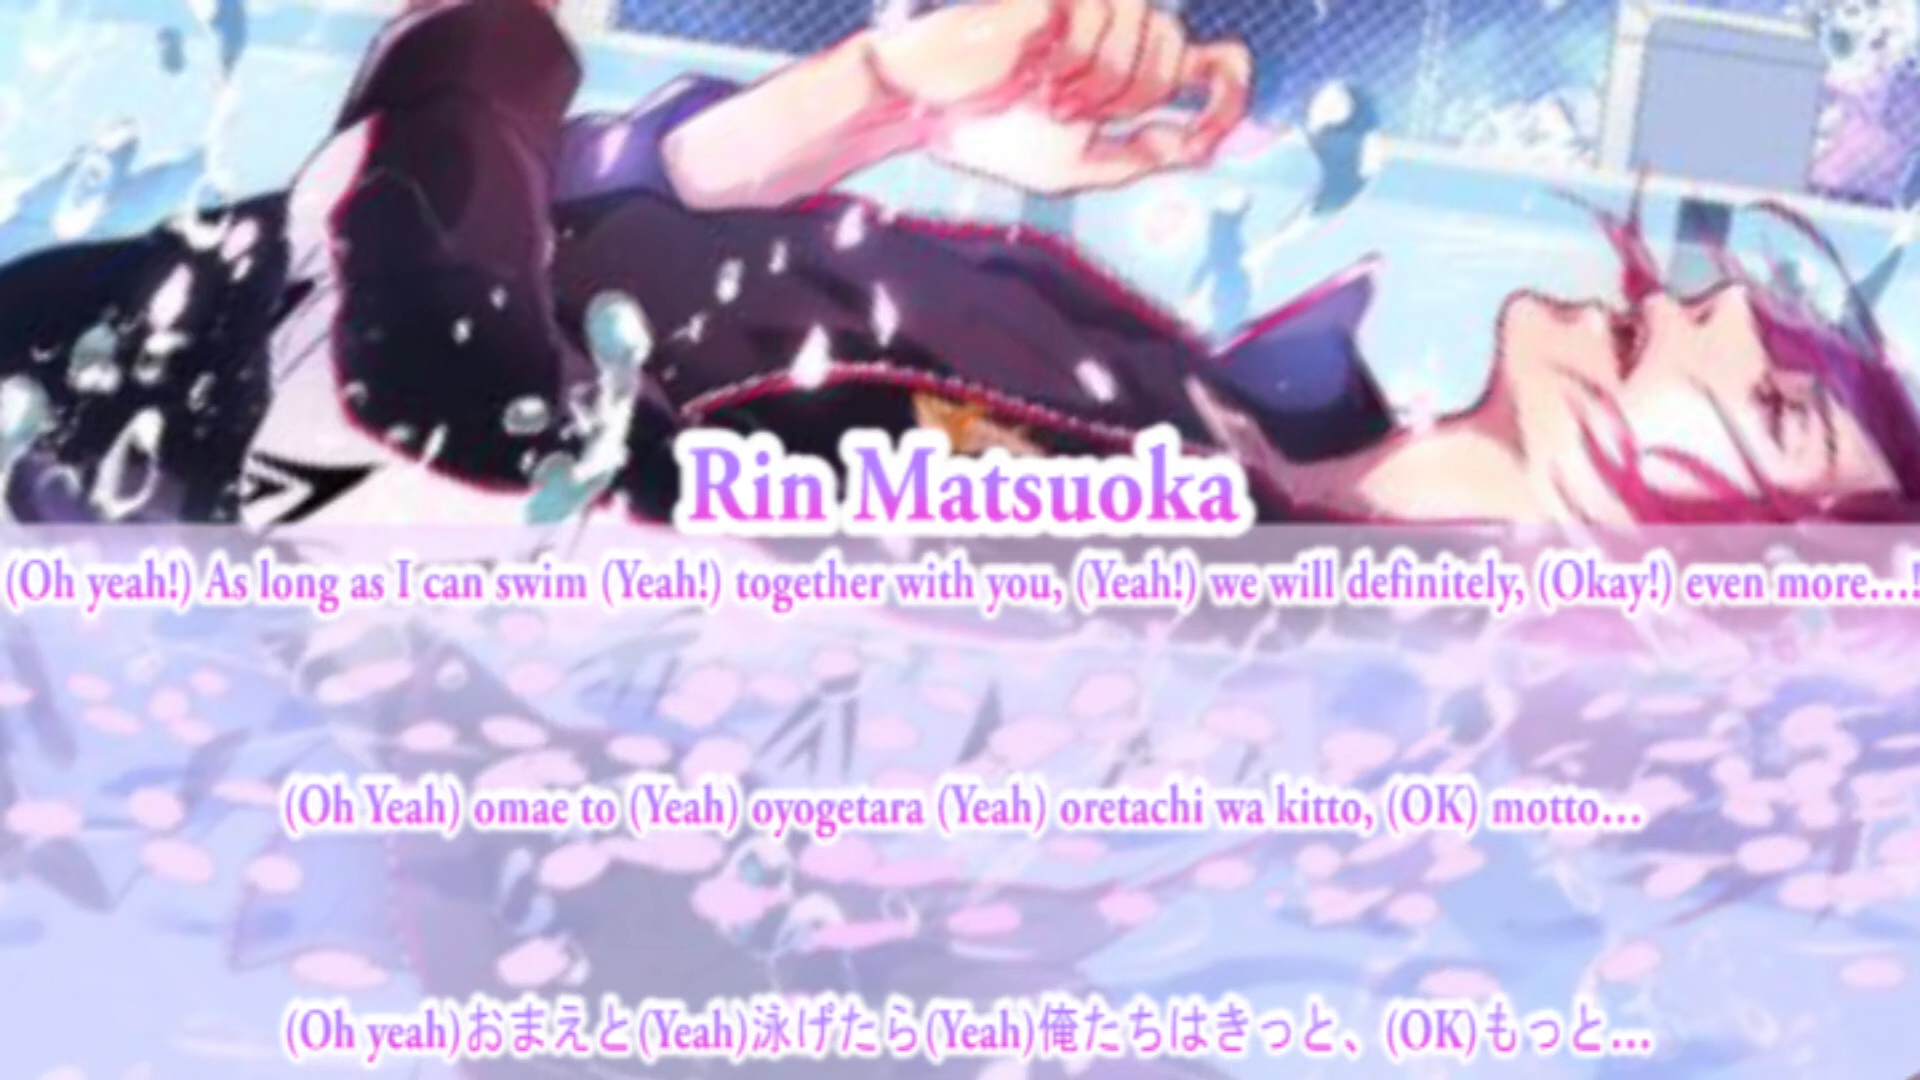 Rin Matsuoka
(Oh yeah!) As long as I can swim (Yeah!) together with you, (Yeah!) we will definitely, (Okay!) even more...!
(Oh Yeah) omae to (Yeah) oyogetara (Yeah) oretachi wa kitto, (OK) motto...
(Oh yeah)おまえと(Yeah)泳げたら(Yeah)俺たちはきっと、(OK)もっと...